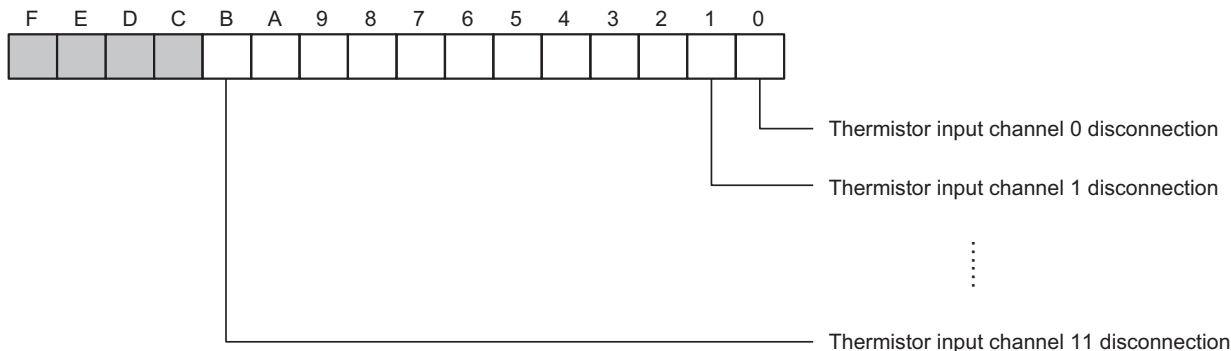 F E D C B A 9 8 7 6 5 4 3 2 1 0
Thermistor input channel 0 disconnection
Thermistor input channel 1 disconnection
Thermistor input channel 11 disconnection